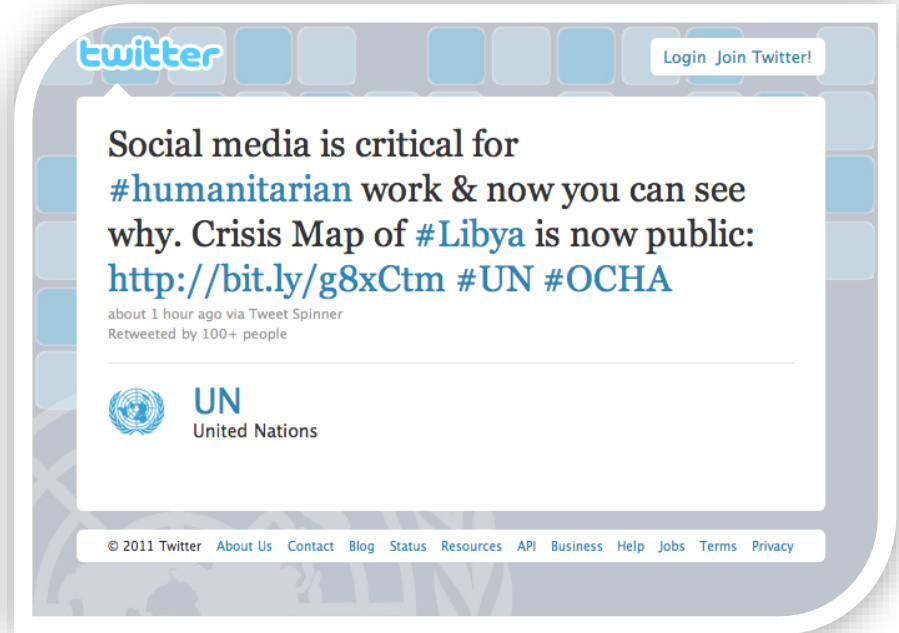 twitter
Login Join Twitter!
Social media is critical for
#humanitarian work & now you can see
why. Crisis Map of #Libya is now public:
http://bit.ly/g8xCtm #UN #OCHA
about 1 hour ago via Tweet Spinner
Retweeted by 100+ people
UN
United Nations
© 2011 Twitter About Us Contact Blog Status Resources API Business Help Jobs Terms Privacy